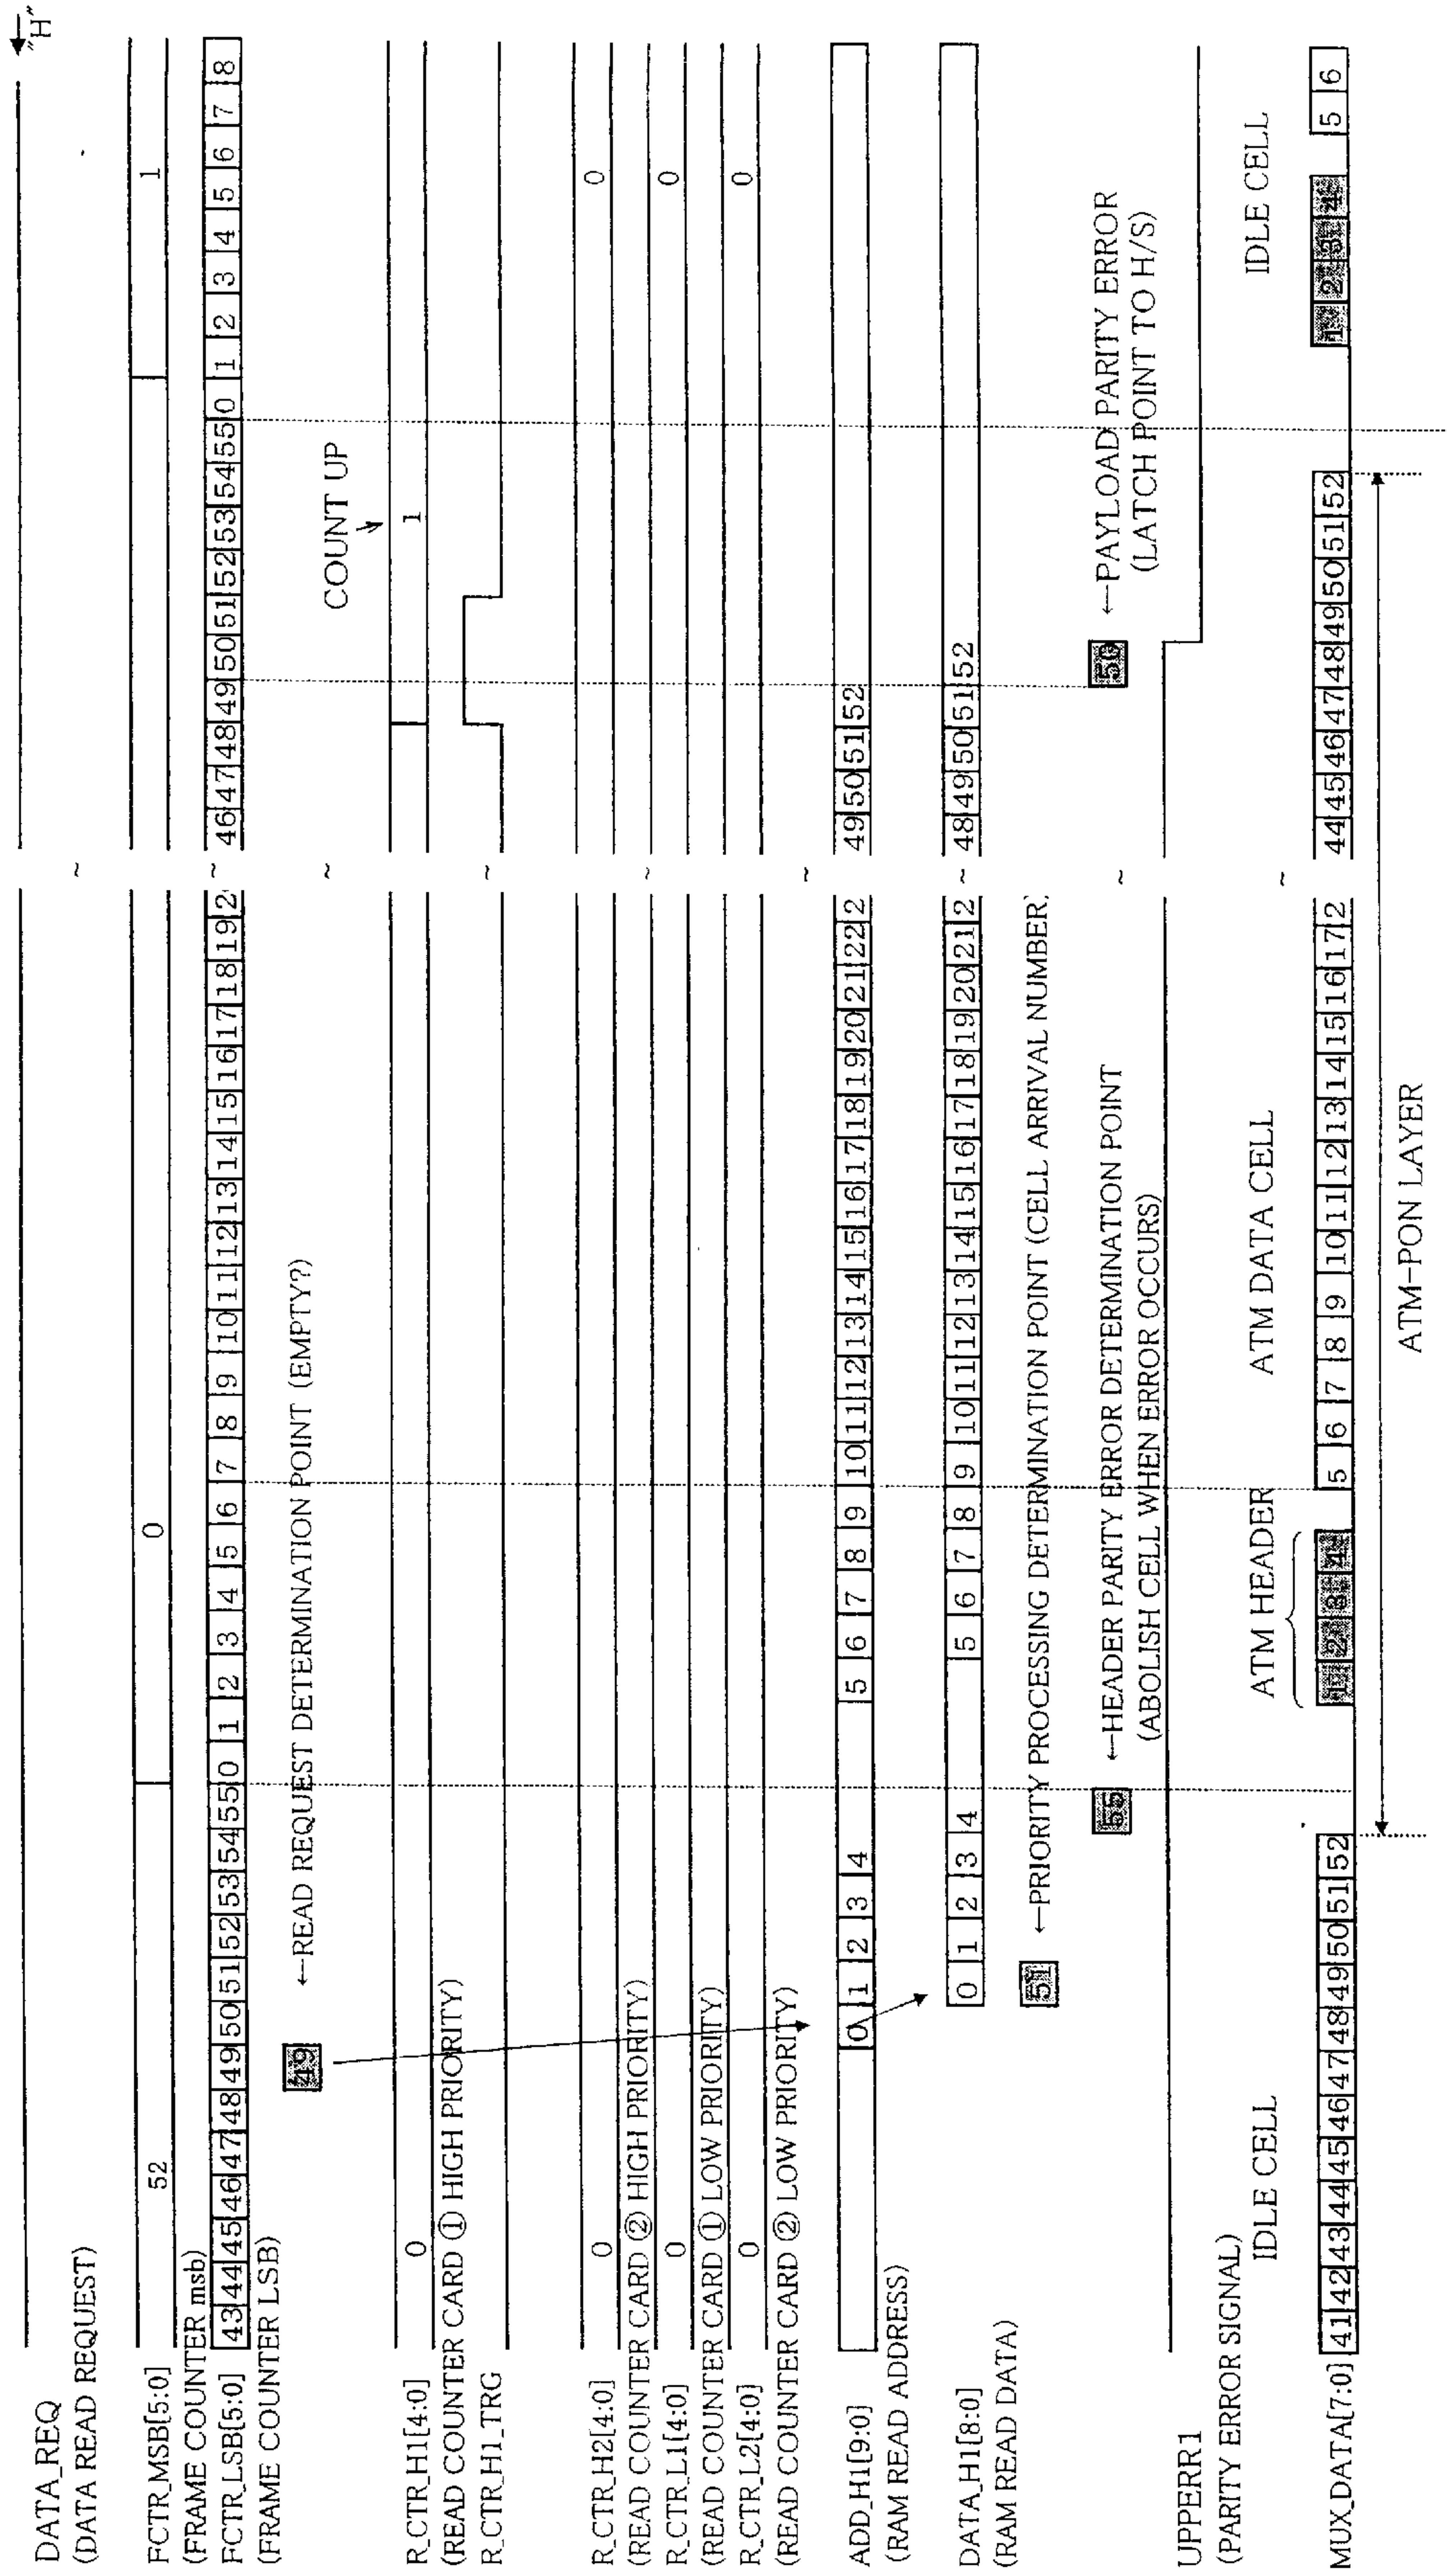 DATA_REQ
(DATA READ REQUEST)
"H"
FCTR_MSB[5:0] 52 0 1
(FRAME COUNTER msb)
FCTR_LSB[5:0] 43 44 45 46 47 48 49 50 51 52 53 54 55 0 1 2 3 4 5 6 7 8 9 10 11 12 13 14 15 16 17 18 19 2 ~ 46 47 48 49 50 51 52 53 54 55 0 1 2 3 4 5 6 7 8
(FRAME COUNTER LSB)
49 ←READ REQUEST DETERMINATION POINT (EMPTY?)
COUNT UP
R_CTR_H1[4:0] 0 1
(READ COUNTER CARD ① HIGH PRIORITY)
R_CTR_H1_TRG
R_CTR_H2[4:0] 0 0
(READ COUNTER CARD ② HIGH PRIORITY)
R_CTR_L1[4:0] 0 0
(READ COUNTER CARD ① LOW PRIORITY)
R_CTR_L2[4:0] 0 0
(READ COUNTER CARD ② LOW PRIORITY)
ADD_H1[9:0] 0 1 2 3 4 5 6 7 8 9 10 11 12 13 14 15 16 17 18 19 20 21 22 2 ~ 49 50 51 52
(RAM READ ADDRESS)
DATA_H1[8:0] 0 1 2 3 4 5 6 7 8 9 10 11 12 13 14 15 16 17 18 19 20 21 2 ~ 48 49 50 51 52
(RAM READ DATA)
51 ←PRIORITY PROCESSING DETERMINATION POINT (CELL ARRIVAL NUMBER)
55 ←HEADER PARITY ERROR DETERMINATION POINT
(ABOLISH CELL WHEN ERROR OCCURS)
50 ←PAYLOAD PARITY ERROR
(LATCH POINT TO H/S)
UPPERR1
(PARITY ERROR SIGNAL)
IDLE CELL ATM HEADER ATM DATA CELL IDLE CELL
MUX_DATA[7:0] 41 42 43 44 45 46 47 48 49 50 51 52 1 2 3 4 5 6 7 8 9 10 11 12 13 14 15 16 17 2 44 45 46 47 48 49 50 51 52 1 2 3 4 5 6
ATM-PON LAYER